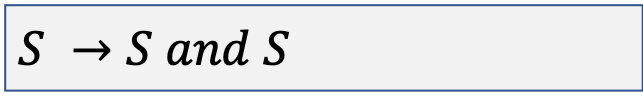 S → S and S